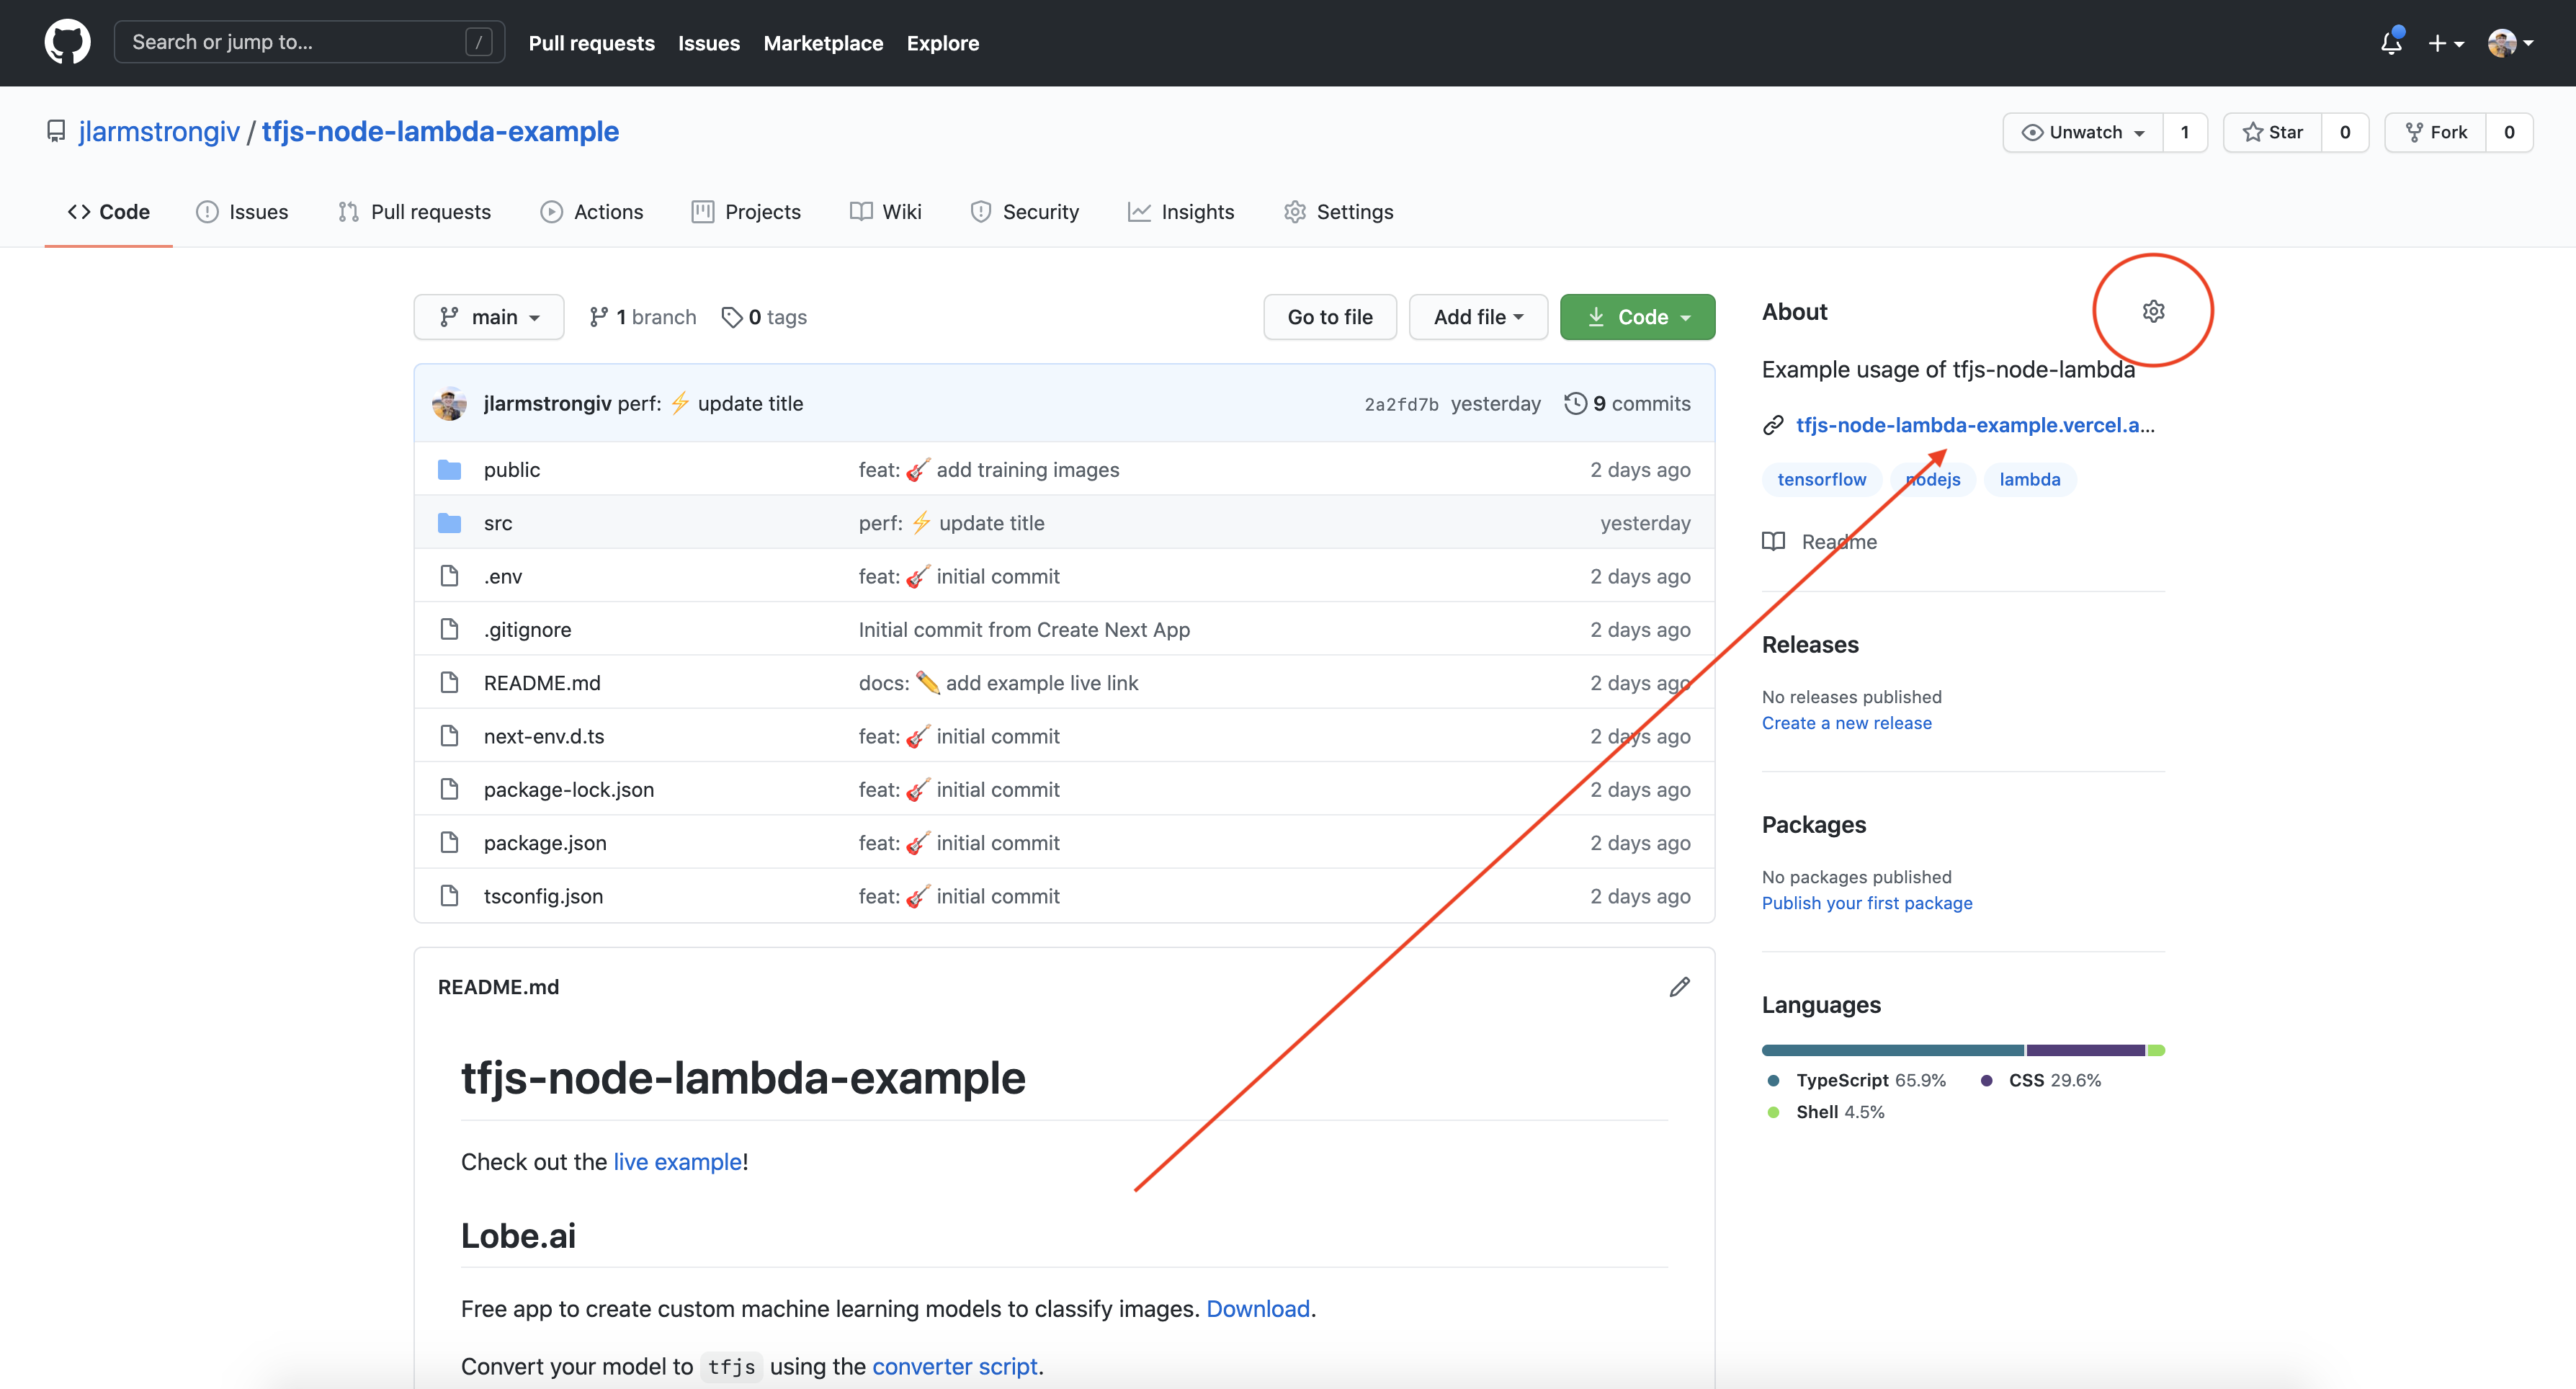 Search or jump to... / Pull requests Issues Marketplace Explore
jlarmstrongiv / tfjs-node-lambda-example Unwatch 1 Star 0 Fork 0
Code Issues Pull requests Actions Projects Wiki Security Insights Settings
main 1 branch 0 tags Go to file Add file Code
jlarmstrongiv perf: ⚡ update title 2a2fd7b yesterday 9 commits
public feat: 🎸 add training images 2 days ago
src perf: ⚡ update title yesterday
.env feat: 🎸 initial commit 2 days ago
.gitignore Initial commit from Create Next App 2 days ago
README.md docs: ✏️ add example live link 2 days ago
next-env.d.ts feat: 🎸 initial commit 2 days ago
package-lock.json feat: 🎸 initial commit 2 days ago
package.json feat: 🎸 initial commit 2 days ago
tsconfig.json feat: 🎸 initial commit 2 days ago
README.md
tfjs-node-lambda-example
Check out the live example!
Lobe.ai
Free app to create custom machine learning models to classify images. Download.
Convert your model to tfjs using the converter script.
About
Example usage of tfjs-node-lambda
tfjs-node-lambda-example.vercel.a...
tensorflow nodejs lambda
Readme
Releases
No releases published
Create a new release
Packages
No packages published
Publish your first package
Languages
TypeScript 65.9% CSS 29.6%
Shell 4.5%